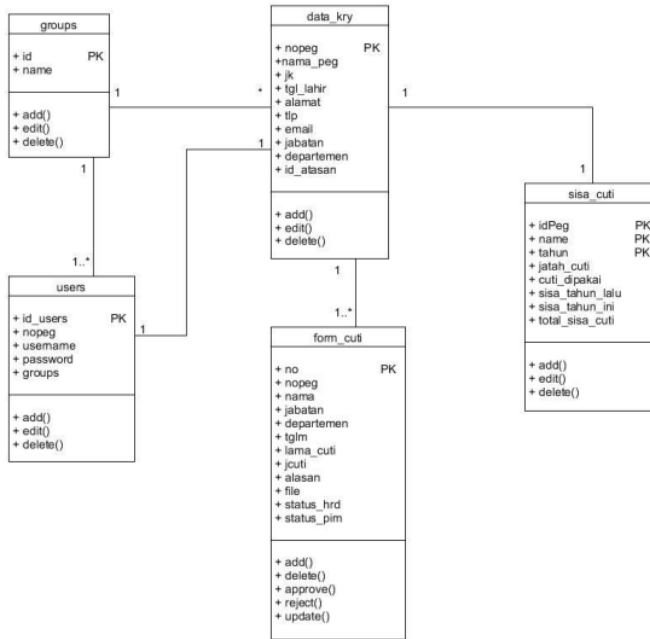 groups
+ id PK
+ name
+ add()
+ edit()
+ delete()
data_kry
+ nopeg PK
+nama_peg
+ jk
+ tgl_lahir
+ alamat
+ tlp
+ email
+ jabatan
+ departemen
+ id_atasan
+ add()
+ edit()
+ delete()
1
*
1
1
1
1
1
1..*
1
1..*
users
+ id_users PK
+ nopeg
+ username
+ password
+ groups
+ add()
+ edit()
+ delete()
form_cuti
+ no PK
+ nopeg
+ nama
+ jabatan
+ departemen
+ tglm
+ lama_cuti
+ jcuti
+ alasan
+ file
+ status_hrd
+ status_pim
+ add()
+ delete()
+ approve()
+ reject()
+ update()
sisa_cuti
+ idPeg PK
+ name PK
+ tahun PK
+ jatah_cuti
+ cuti_dipakai
+ sisa_tahun_lalu
+ sisa_tahun_ini
+ total_sisa_cuti
+ add()
+ edit()
+ delete()